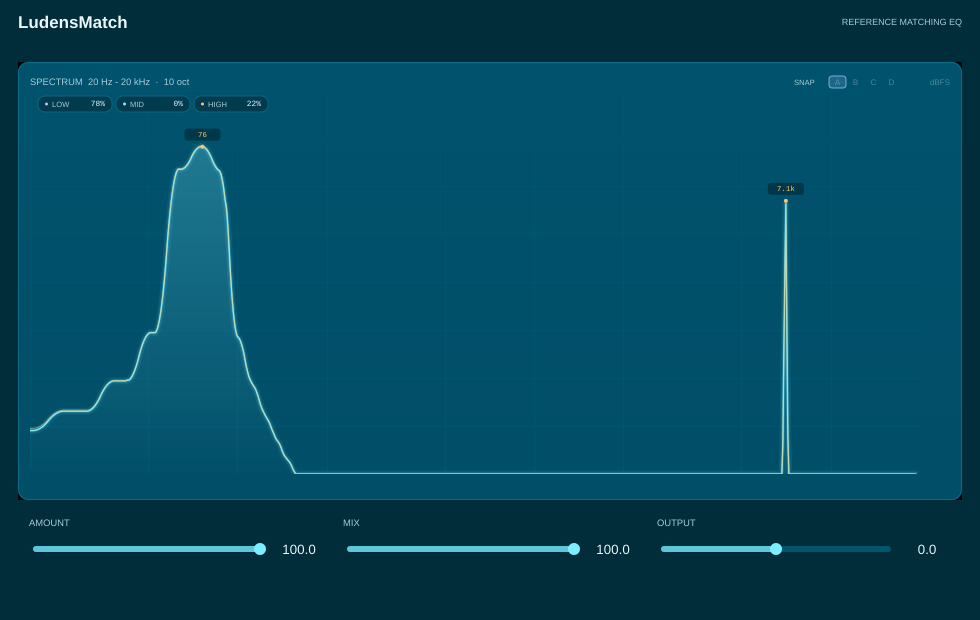 LudensMatch REFERENCE MATCHING EQ
SPECTRUM 20 Hz - 20 kHz · 10 oct SNAP A B C D dBFS
LOW 78% MID 0% HIGH 22%
76
7.1k
AMOUNT MIX OUTPUT
100.0 100.0 0.0